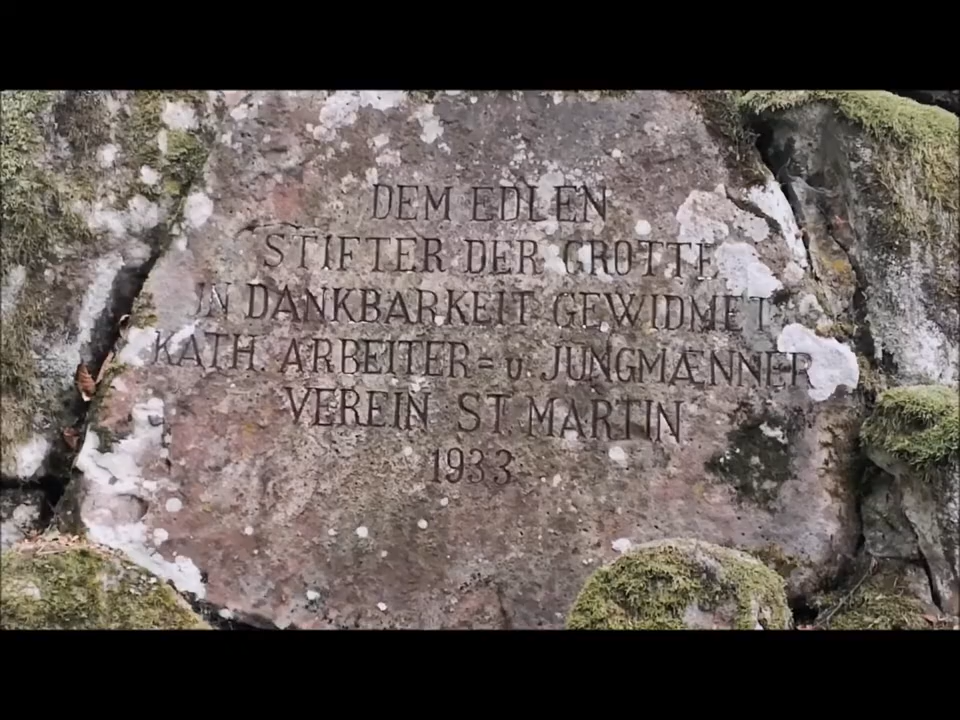 DEM EDLEN
STIFTER DER GROTTE
IN DANKBARKEIT GEWIDMET
KATH. ARBEITER = u. JUNGMÆNNER
VEREIN ST. MARTIN
1933